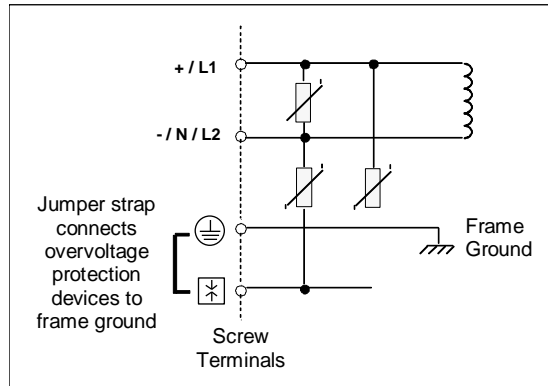 + / L1
- / N / L2
Jumper strap
connects
overvoltage
protection
devices to
frame ground
Frame
Ground
Screw
Terminals